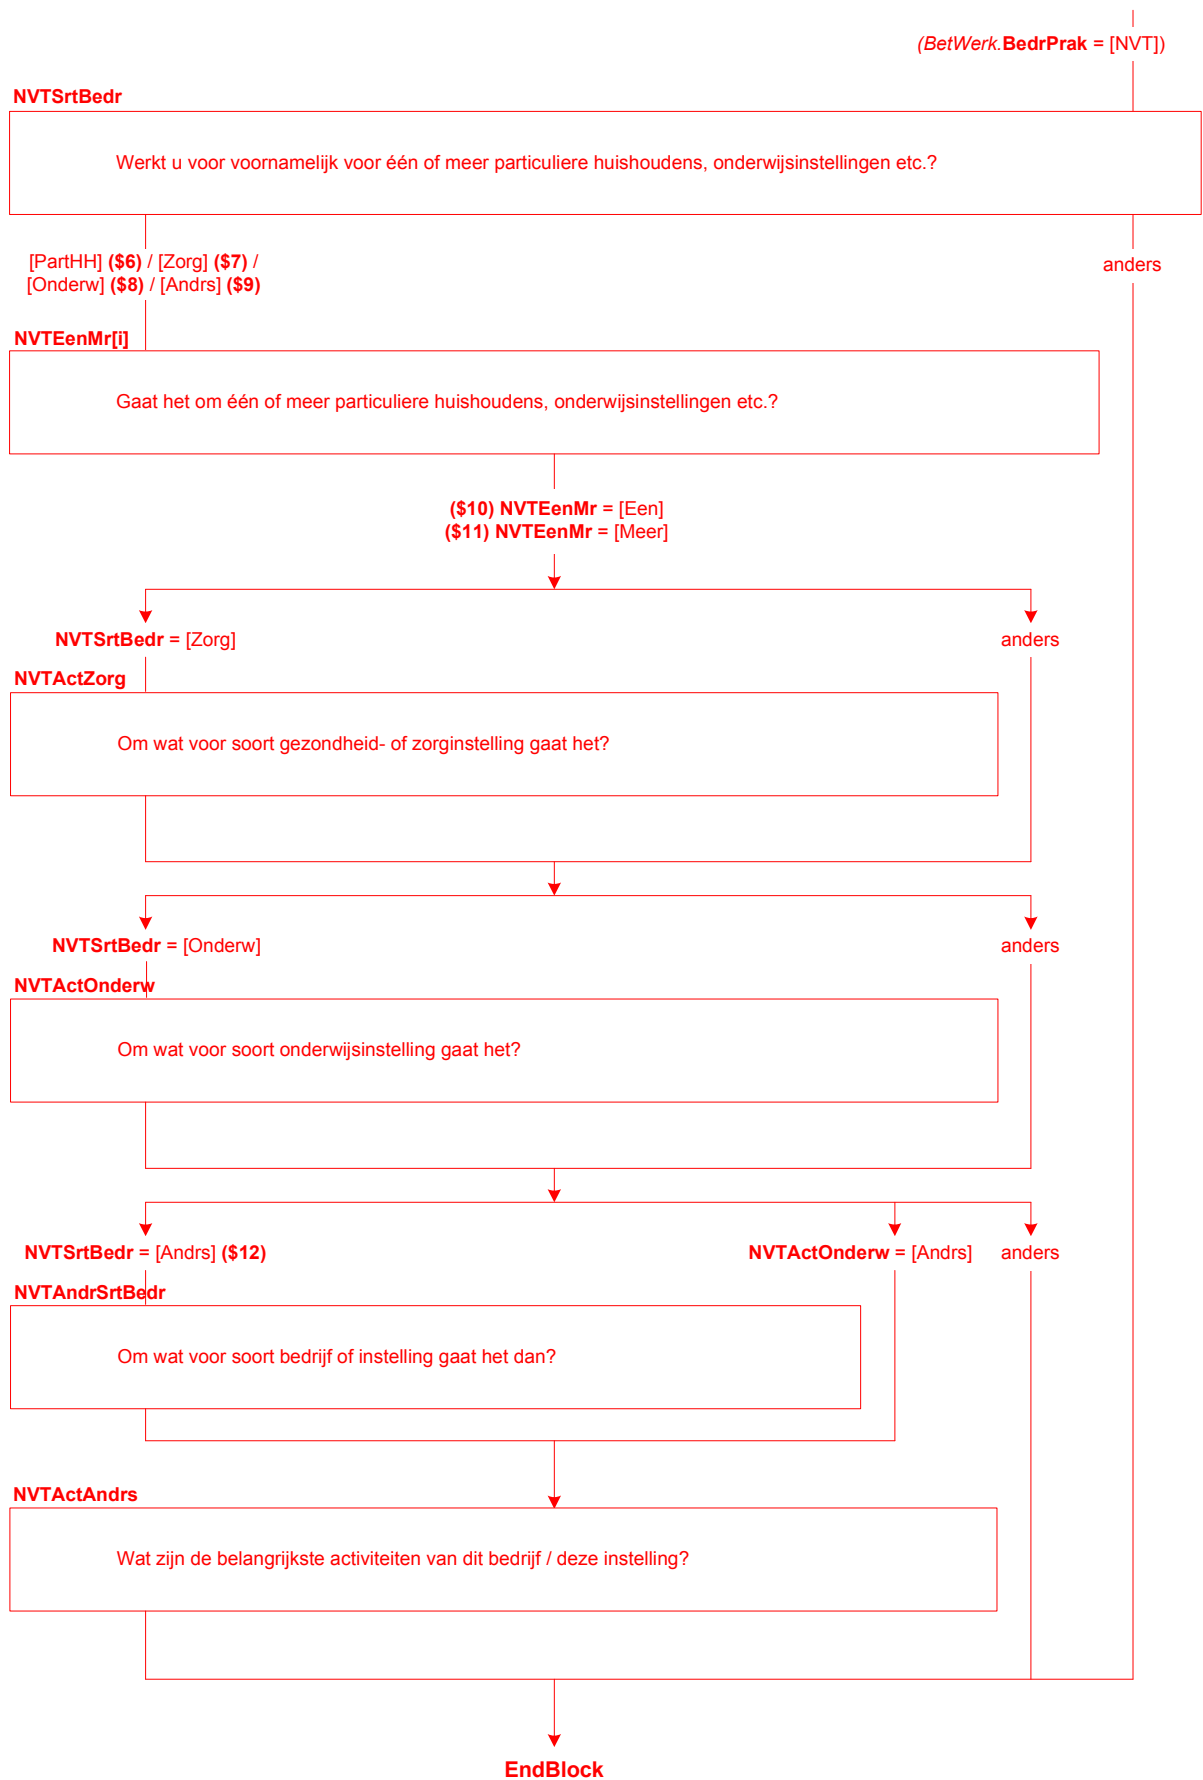 (BetWerk.BedrPrak = [NVT])
NVTSrtBedr
Werkt u voor voornamelijk voor één of meer particuliere huishoudens, onderwijsinstellingen etc.?
[PartHH] ($6) / [Zorg] ($7) /
[Onderw] ($8) / [Andrs] ($9)
anders
NVTEenMr[i]
Gaat het om één of meer particuliere huishoudens, onderwijsinstellingen etc.?
($10) NVTEenMr = [Een]
($11) NVTEenMr = [Meer]
NVTSrtBedr = [Zorg]
anders
NVTActZorg
Om wat voor soort gezondheid- of zorginstelling gaat het?
NVTSrtBedr = [Onderw]
anders
NVTActOnderw
Om wat voor soort onderwijsinstelling gaat het?
NVTSrtBedr = [Andrs] ($12)
NVTActOnderw = [Andrs]
anders
NVTAndrSrtBedr
Om wat voor soort bedrijf of instelling gaat het dan?
NVTActAndrs
Wat zijn de belangrijkste activiteiten van dit bedrijf / deze instelling?
EndBlock